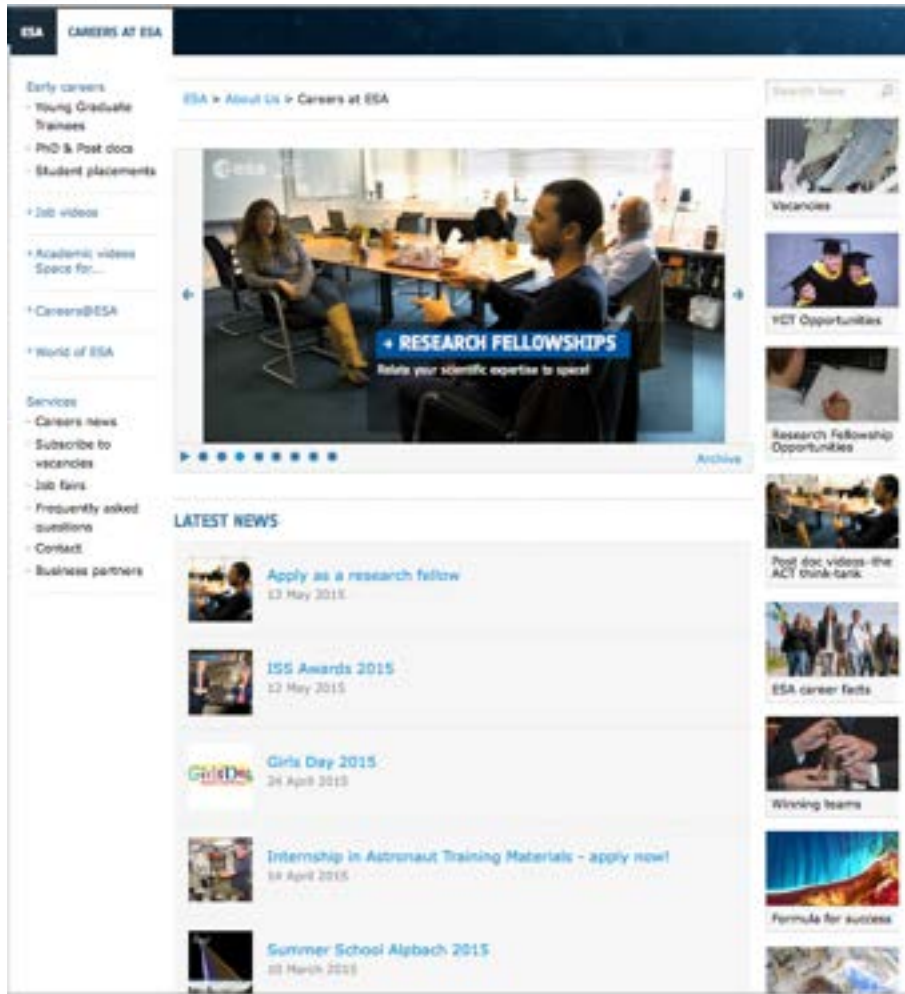 ESA
CAREERS AT ESA
Early careers
Young Graduate
Trainees
PhD & Post docs
Student placements
Job videos
Academic videos
Space for...
Careers@ESA
World of ESA
Services
Careers news
Subscribe to
vacancies
Job fairs
Frequently asked
questions
Contact
Business partners
ESA > About Us > Careers at ESA
esa
→ RESEARCH FELLOWSHIPS
Relate your scientific expertise to space!
Archive
LATEST NEWS
Apply as a research fellow
12 May 2015
ISS Awards 2015
12 May 2015
Girls Day 2015
24 April 2015
Internship in Astronaut Training Materials - apply now!
14 April 2015
Summer School Alpbach 2015
10 March 2015
Search here
Vacancies
YGT Opportunities
Research Fellowship
Opportunities
Post doc videos-the
ACT think-tank
ESA career facts
Winning teams
Formula for success